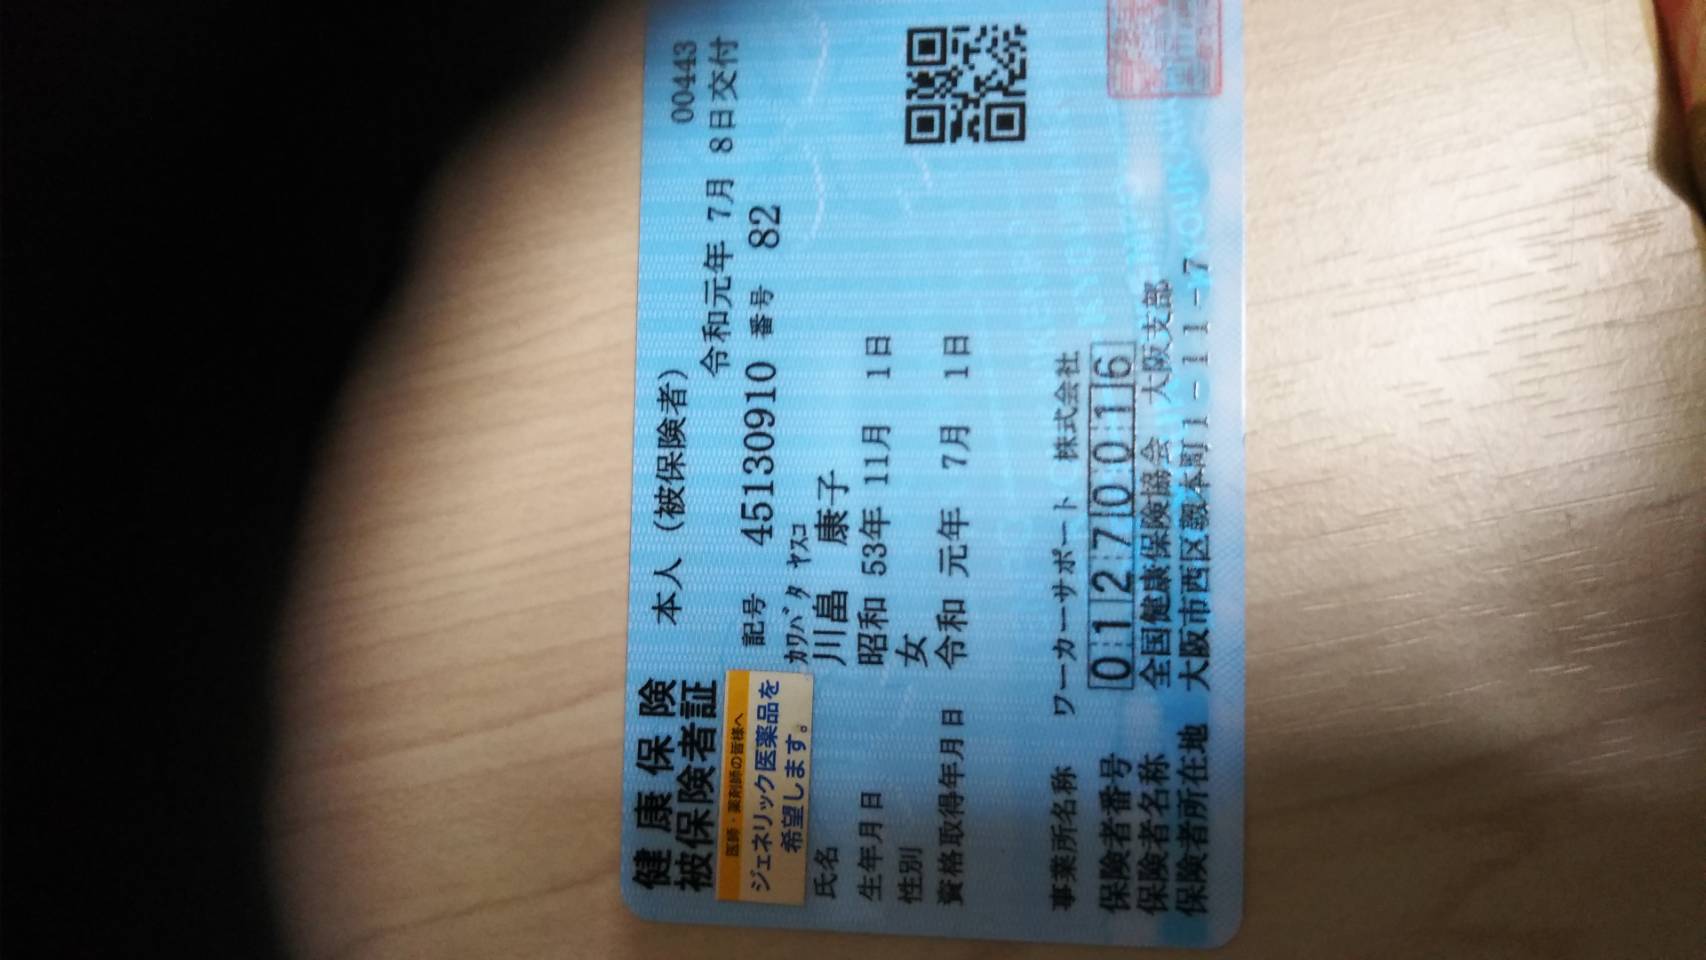 健康保険
被保険者証
本人（被保険者）
00443
令和元年 7月 8日交付
医師・薬剤師の皆様へ
ジェネリック医薬品を
希望します。
記号 45130910 番号 82
ｶﾜﾊﾞﾀ ﾔｽｺ
氏名 川畠 康子
生年月日 昭和 53年 11月 1日
性別 女
資格取得年月日 令和 元年 7月 1日
事業所名称 ワーカーサポート 株式会社
保険者番号 01270016
保険者名称 全国健康保険協会 大阪支部
保険者所在地 大阪市西区靱本町1-11-7